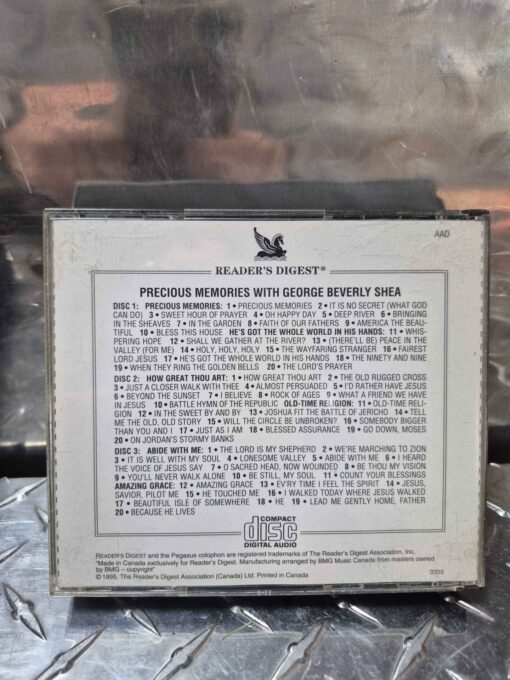 AAD
READER'S DIGEST®
PRECIOUS MEMORIES WITH GEORGE BEVERLY SHEA
DISC 1: PRECIOUS MEMORIES: 1 • PRECIOUS MEMORIES 2 • IT IS NO SECRET (WHAT GOD
CAN DO) 3 • SWEET HOUR OF PRAYER 4 • OH HAPPY DAY 5 • DEEP RIVER 6 • BRINGING
IN THE SHEAVES 7 • IN THE GARDEN 8 • FAITH OF OUR FATHERS 9 • AMERICA THE BEAU-
TIFUL 10 • BLESS THIS HOUSE HE'S GOT THE WHOLE WORLD IN HIS HANDS: 11 • WHIS-
PERING HOPE 12 • SHALL WE GATHER AT THE RIVER? 13 • (THERE'LL BE) PEACE IN THE
VALLEY (FOR ME) 14 • HOLY, HOLY, HOLY 15 • THE WAYFARING STRANGER 16 • FAIREST
LORD JESUS 17 • HE'S GOT THE WHOLE WORLD IN HIS HANDS 18 • THE NINETY AND NINE
19 • WHEN THEY RING THE GOLDEN BELLS 20 • THE LORD'S PRAYER
DISC 2: HOW GREAT THOU ART: 1 • HOW GREAT THOU ART 2 • THE OLD RUGGED CROSS
3 • JUST A CLOSER WALK WITH THEE 4 • ALMOST PERSUADED 5 • I'D RATHER HAVE JESUS
6 • BEYOND THE SUNSET 7 • I BELIEVE 8 • ROCK OF AGES 9 • WHAT A FRIEND WE HAVE
IN JESUS 10 • BATTLE HYMN OF THE REPUBLIC OLD-TIME RELIGION: 11 • OLD-TIME RELI-
GION 12 • IN THE SWEET BY AND BY 13 • JOSHUA FIT THE BATTLE OF JERICHO 14 • TELL
ME THE OLD, OLD STORY 15 • WILL THE CIRCLE BE UNBROKEN? 16 • SOMEBODY BIGGER
THAN YOU AND I 17 • JUST AS I AM 18 • BLESSED ASSURANCE 19 • GO DOWN, MOSES
20 • ON JORDAN'S STORMY BANKS
DISC 3: ABIDE WITH ME: 1 • THE LORD IS MY SHEPHERD 2 • WE'RE MARCHING TO ZION
3 • IT IS WELL WITH MY SOUL 4 • LONESOME VALLEY 5 • ABIDE WITH ME 6 • I HEARD
THE VOICE OF JESUS SAY 7 • O SACRED HEAD, NOW WOUNDED 8 • BE THOU MY VISION
9 • YOU'LL NEVER WALK ALONE 10 • BE STILL, MY SOUL 11 • COUNT YOUR BLESSINGS
AMAZING GRACE: 12 • AMAZING GRACE 13 • EV'RY TIME I FEEL THE SPIRIT 14 • JESUS,
SAVIOR, PILOT ME 15 • HE TOUCHED ME 16 • I WALKED TODAY WHERE JESUS WALKED
17 • BEAUTIFUL ISLE OF SOMEWHERE 18 • HE 19 • LEAD ME GENTLY HOME, FATHER
20 • BECAUSE HE LIVES
COMPACT
disc
DIGITAL AUDIO
READER'S DIGEST and the Pegasus colophon are registered trademarks of The Reader's Digest Association, Inc.
"Made in Canada exclusively for Reader's Digest. Manufacturing arranged by BMG Music Canada from masters owned
by BMG – copyright"
© 1995, The Reader's Digest Association (Canada) Ltd. Printed in Canada 3303